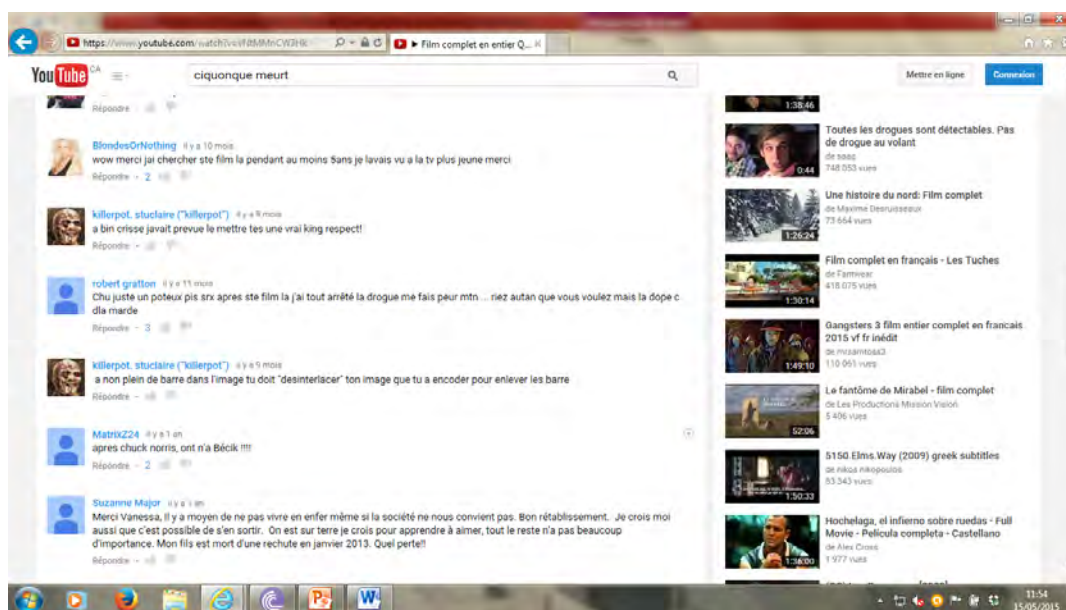 https://www.youtube.com/watch?v=
Film complet en entier Q...
YouTube CA
ciquonque meurt
Mettre en ligne
Connexion
Répondre
BlondesOrNothing il y a 10 mois
wow merci jai chercher ste film la pendant au moins 5ans je lavais vu a la tv plus jeune merci
Répondre - 2
killerpot. stuclaire ("killerpot") il y a 9 mois
a bin crisse javait prevue le mettre tes une vrai king respect!
Répondre
robert gratton il y a 11 mois
Chu juste un poteux pis srx apres ste film la j'ai tout arrêté la drogue me fais peur mtn ... riez autan que vous voulez mais la dope c
dla marde
Répondre - 3
killerpot. stuclaire ("killerpot") il y a 9 mois
a non plein de barre dans l'image tu doit "desinterlacer" ton image que tu a encoder pour enlever les barre
Répondre
MatrixZ24 il y a 1 an
apres chuck norris, ont n'a Bécik !!!!
Répondre - 2
Suzanne Major il y a 1 an
Merci Vanessa, Il y a moyen de ne pas vivre en enfer même si la société ne nous convient pas. Bon rétablissement. Je crois moi
aussi que c'est possible de s'en sortir. On est sur terre je crois pour apprendre à aimer, tout le reste n'a pas beaucoup
d'importance. Mon fils est mort d'une rechute en janvier 2013. Quel perte!!
Répondre
1:38:46
Toutes les drogues sont détectables. Pas
de drogue au volant
de saaq
748 053 vues
0:44
Une histoire du nord: Film complet
de Maxime Desruisseaux
73 664 vues
1:26:24
Film complet en français - Les Tuches
de Famwear
418 075 vues
1:30:14
Gangsters 3 film entier complet en francais
2015 vf fr inédit
110 061 vues
1:49:10
Le fantôme de Mirabel - film complet
de Les Productions Mission Vision
5 406 vues
52:06
5150.Elms.Way (2009) greek subtitles
de nikos nikopoulos
53 343 vues
1:50:33
Hochelaga, el infierno sobre ruedas - Full
Movie - Película completa - Castellano
de Alex Cross
1 977 vues
1:36:00
11:54
15/05/2015